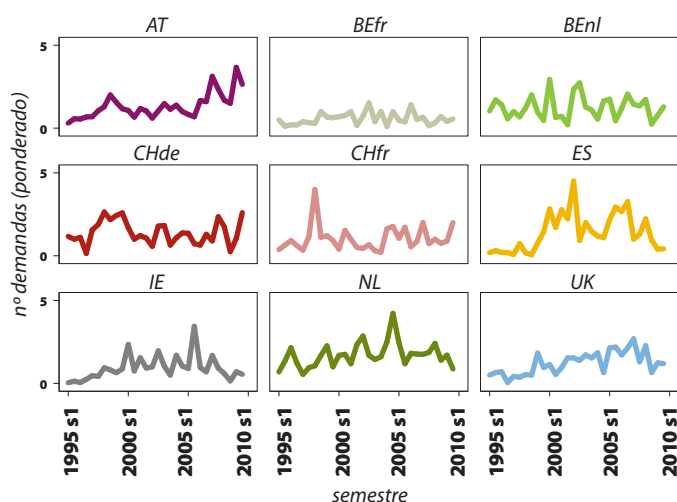 AT BEfr BEnl
5
0
CHde CHfr ES
5
0
IE NL UK
5
0
nº demandas (ponderado)
1995 s1 2000 s1 2005 s1 2010 s1 1995 s1 2000 s1 2005 s1 2010 s1 1995 s1 2000 s1 2005 s1 2010 s1
semestre